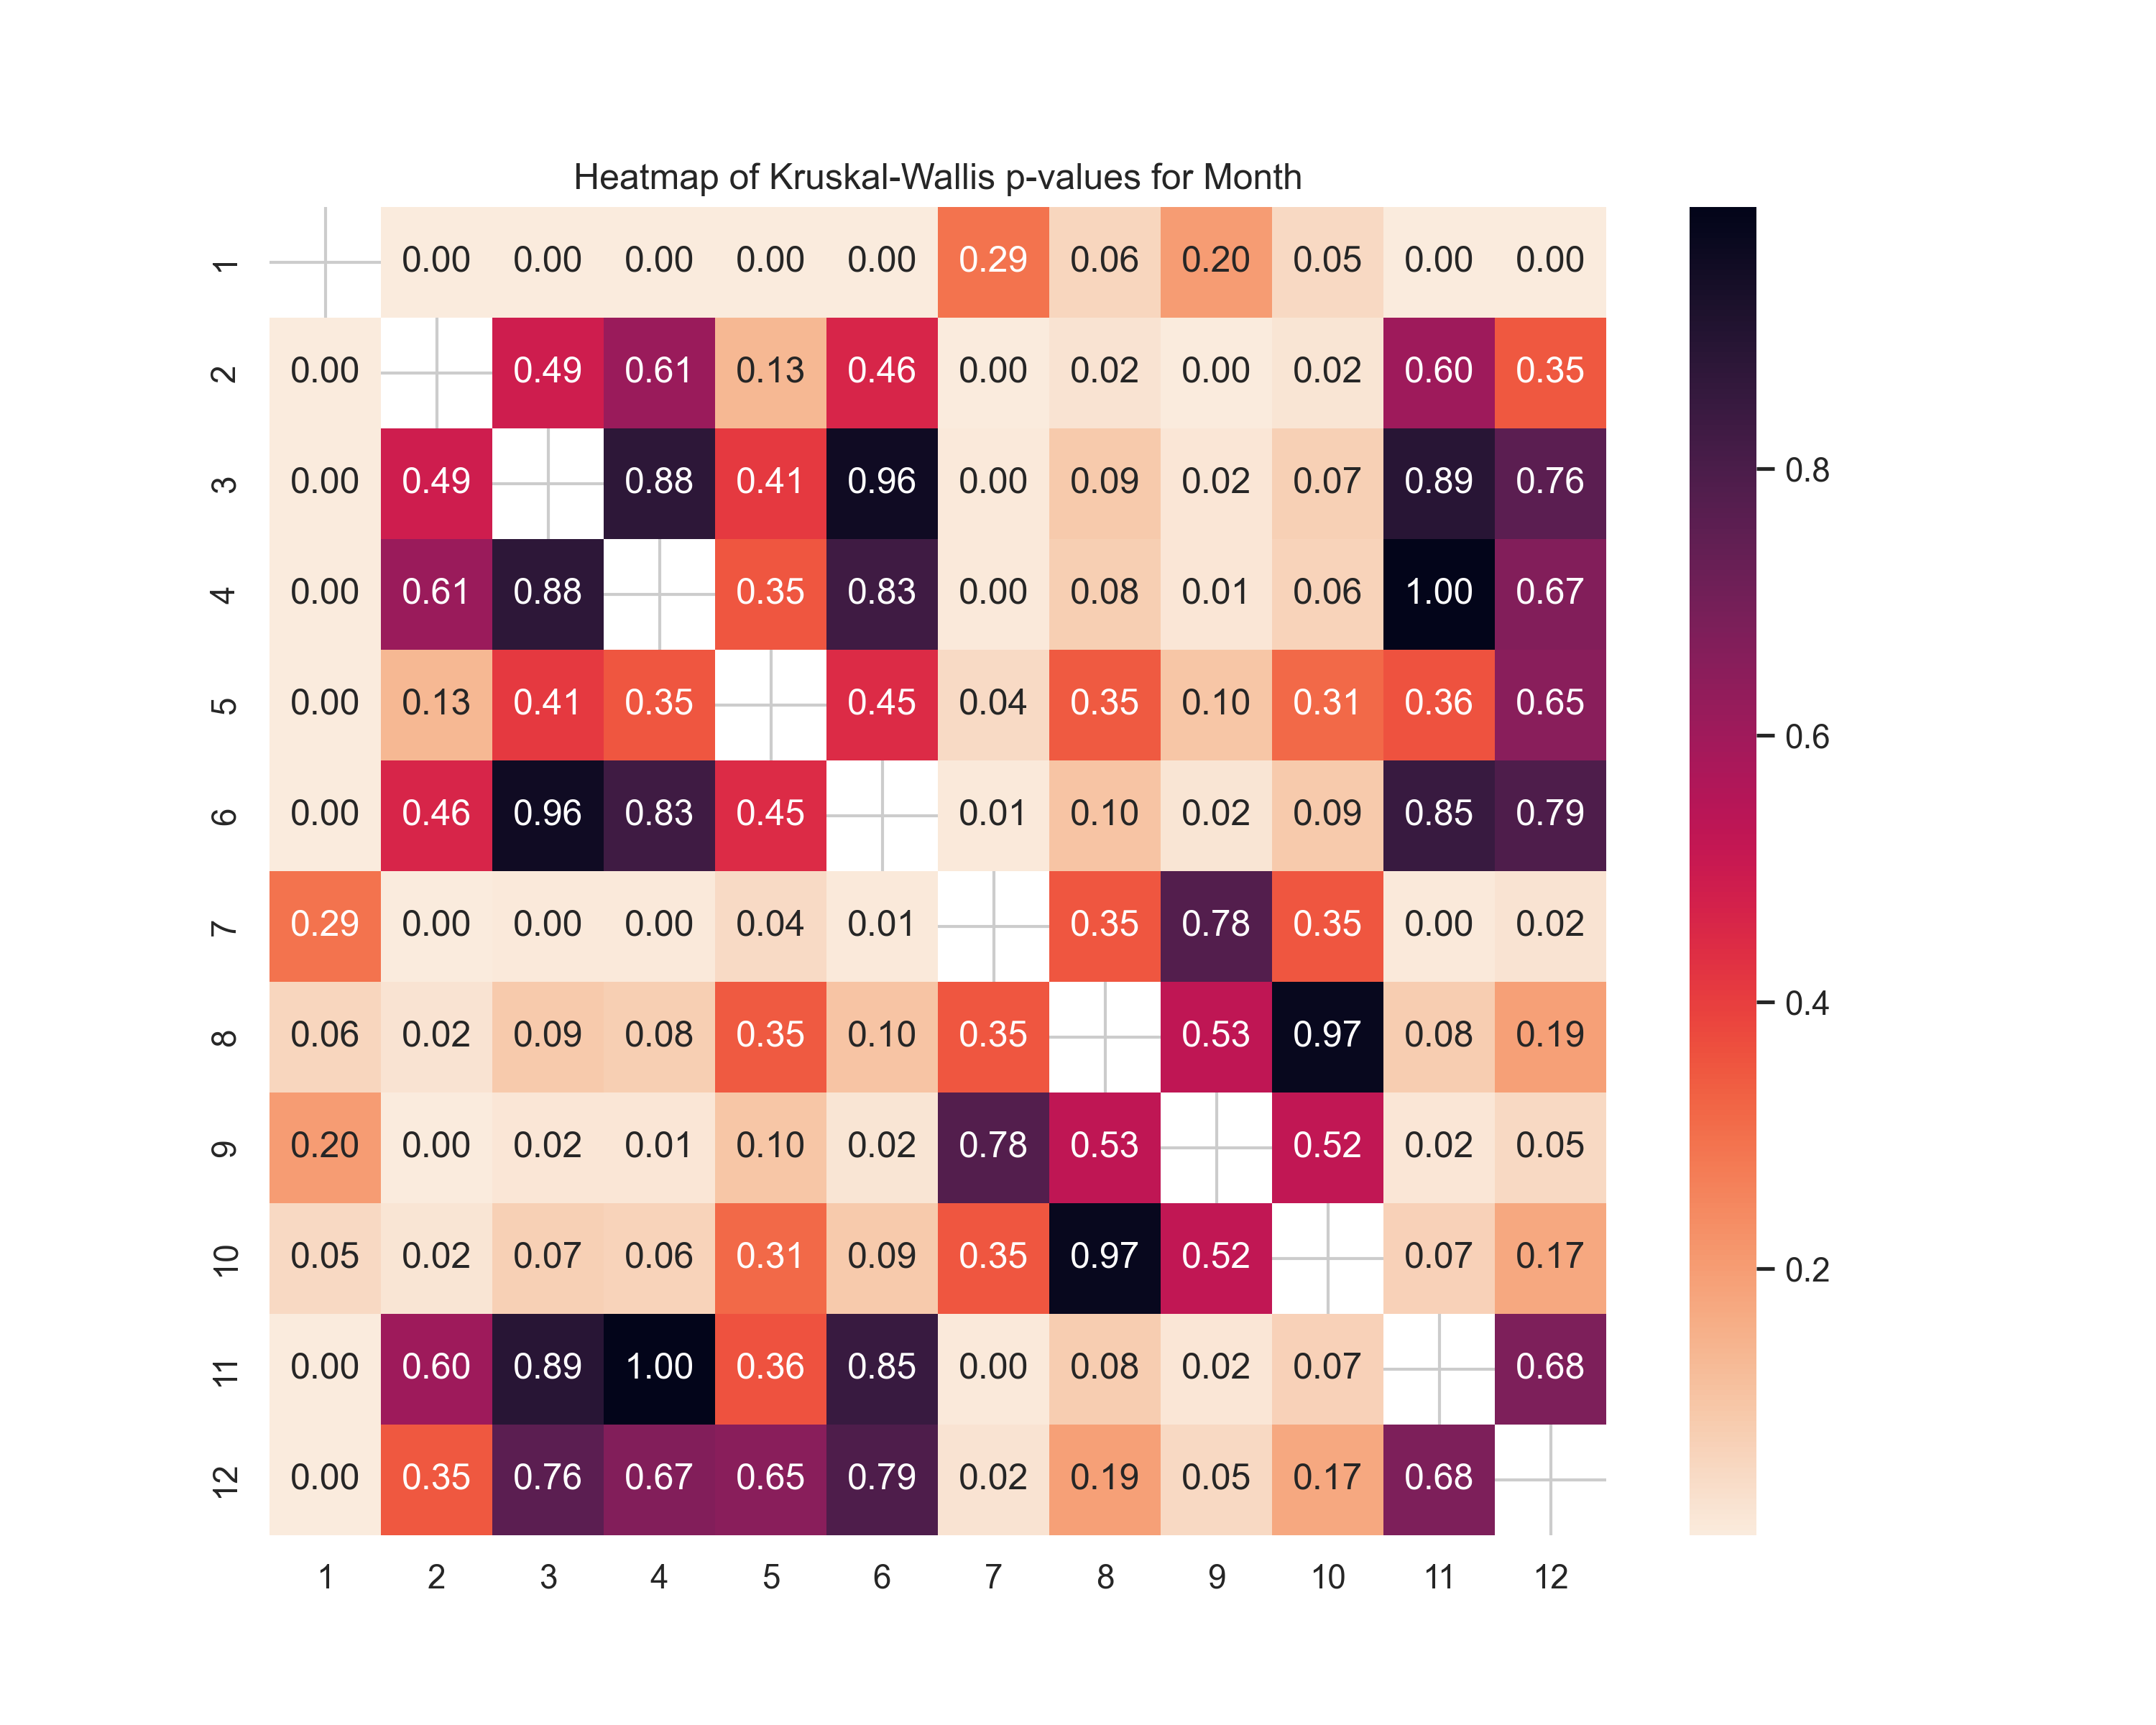 Heatmap of Kruskal-Wallis p-values for Month
1 0.00 0.00 0.00 0.00 0.00 0.29 0.06 0.20 0.05 0.00 0.00
2 0.00 0.49 0.61 0.13 0.46 0.00 0.02 0.00 0.02 0.60 0.35
3 0.00 0.49 0.88 0.41 0.96 0.00 0.09 0.02 0.07 0.89 0.76
4 0.00 0.61 0.88 0.35 0.83 0.00 0.08 0.01 0.06 1.00 0.67
5 0.00 0.13 0.41 0.35 0.45 0.04 0.35 0.10 0.31 0.36 0.65
6 0.00 0.46 0.96 0.83 0.45 0.01 0.10 0.02 0.09 0.85 0.79
7 0.29 0.00 0.00 0.00 0.04 0.01 0.35 0.78 0.35 0.00 0.02
8 0.06 0.02 0.09 0.08 0.35 0.10 0.35 0.53 0.97 0.08 0.19
9 0.20 0.00 0.02 0.01 0.10 0.02 0.78 0.53 0.52 0.02 0.05
10 0.05 0.02 0.07 0.06 0.31 0.09 0.35 0.97 0.52 0.07 0.17
11 0.00 0.60 0.89 1.00 0.36 0.85 0.00 0.08 0.02 0.07 0.68
12 0.00 0.35 0.76 0.67 0.65 0.79 0.02 0.19 0.05 0.17 0.68
1 2 3 4 5 6 7 8 9 10 11 12
0.8
0.6
0.4
0.2